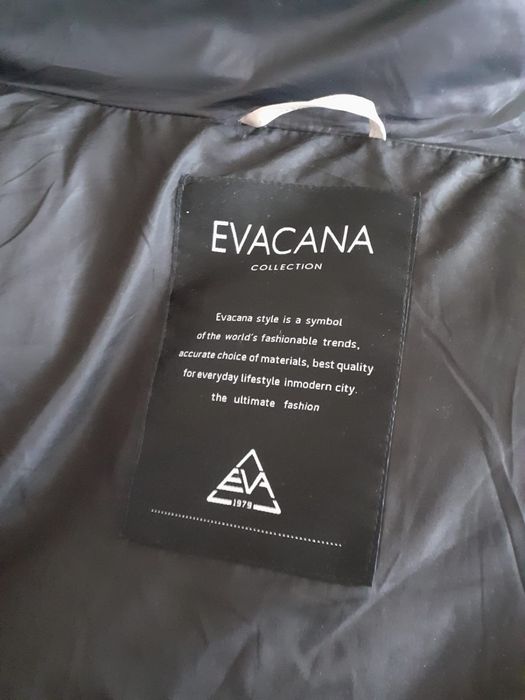 EVACANA
COLLECTION
Evacana style is a symbol
of the world's fashionable trends,
accurate choice of materials, best quality
for everyday lifestyle inmodern city.
the ultimate fashion
EVA
1979